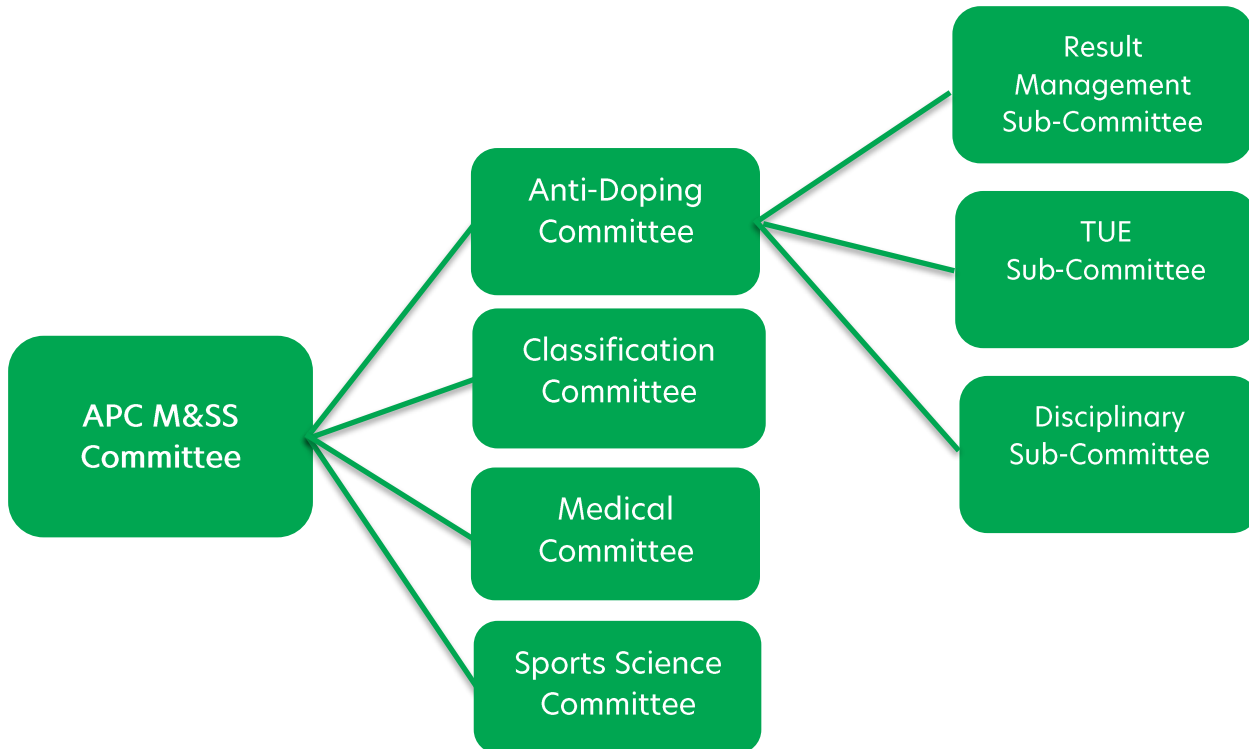 APC M&SS
Committee
Anti-Doping
Committee
Classification
Committee
Medical
Committee
Sports Science
Committee
Result
Management
Sub-Committee
TUE
Sub-Committee
Disciplinary
Sub-Committee